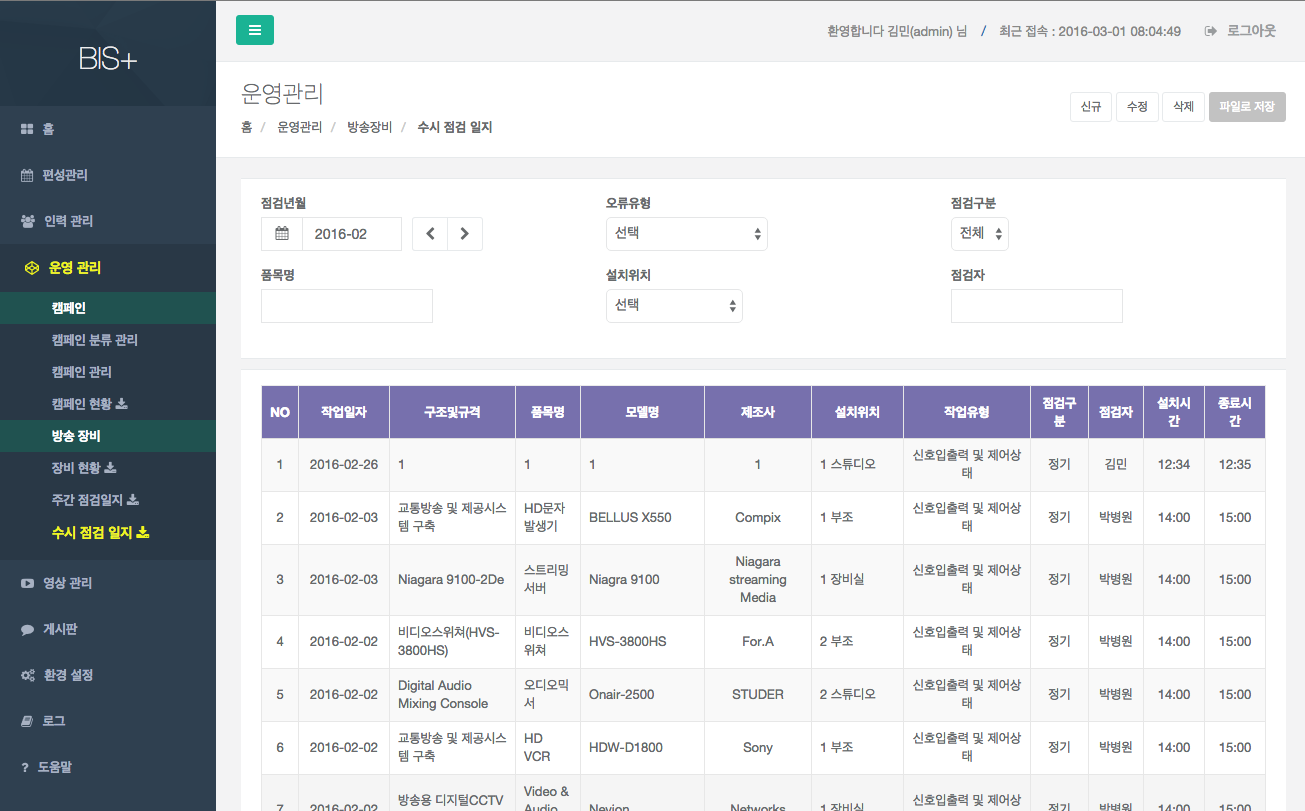 BIS+
환영합니다 김민(admin) 님 / 최근 접속 : 2016-03-01 08:04:49 로그아웃
홈
편성관리
인력 관리
운영 관리
캠페인
캠페인 분류 관리
캠페인 관리
캠페인 현황
방송 장비
장비 현황
주간 점검일지
수시 점검 일지
영상 관리
게시판
환경 설정
로그
? 도움말
운영관리
홈 / 운영관리 / 방송장비 / 수시 점검 일지
신규 수정 삭제 파일로 저장
점검년월 오류유형 점검구분
2016-02 선택 전체
품목명 설치위치 점검자
선택
NO 작업일자 구조및규격 품목명 모델명 제조사 설치위치 작업유형 점검구분 점검자 설치시간 종료시간
1 2016-02-26 1 1 1 1 1 스튜디오 신호입출력 및 제어상태 정기 김민 12:34 12:35
2 2016-02-03 교통방송 및 제공시스템 구축 HD문자발생기 BELLUS X550 Compix 1 부조 신호입출력 및 제어상태 정기 박병원 14:00 15:00
3 2016-02-03 Niagara 9100-2De 스트리밍서버 Niagra 9100 Niagara streaming Media 1 장비실 신호입출력 및 제어상태 정기 박병원 14:00 15:00
4 2016-02-02 비디오스위쳐(HVS-3800HS) 비디오스위쳐 HVS-3800HS For.A 2 부조 신호입출력 및 제어상태 정기 박병원 14:00 15:00
5 2016-02-02 Digital Audio Mixing Console 오디오믹서 Onair-2500 STUDER 2 스튜디오 신호입출력 및 제어상태 정기 박병원 14:00 15:00
6 2016-02-02 교통방송 및 제공시스템 구축 HD VCR HDW-D1800 Sony 1 부조 신호입출력 및 제어상태 정기 박병원 14:00 15:00
7 2016-02-02 방송용 디지털CCTV Video & Audio Nevion Networks 1 장비실 신호입출력 및 제어상 정기 박병원 14:00 15:00